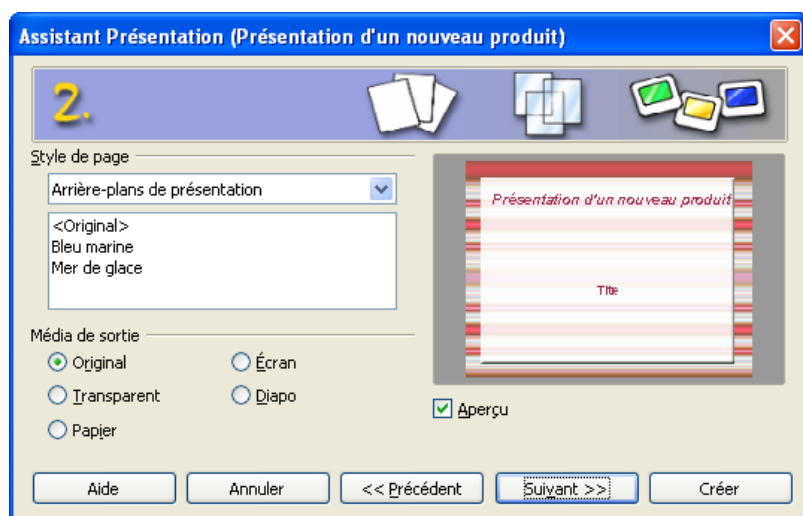 Assistant Présentation (Présentation d'un nouveau produit)
2.
Style de page
Arrière-plans de présentation
<Original>
Bleu marine
Mer de glace
Présentation d'un nouveau produit
Titre
Média de sortie
Original
Écran
Transparent
Diapo
Papier
Aperçu
Aide
Annuler
<< Précédent
Suivant >>
Créer